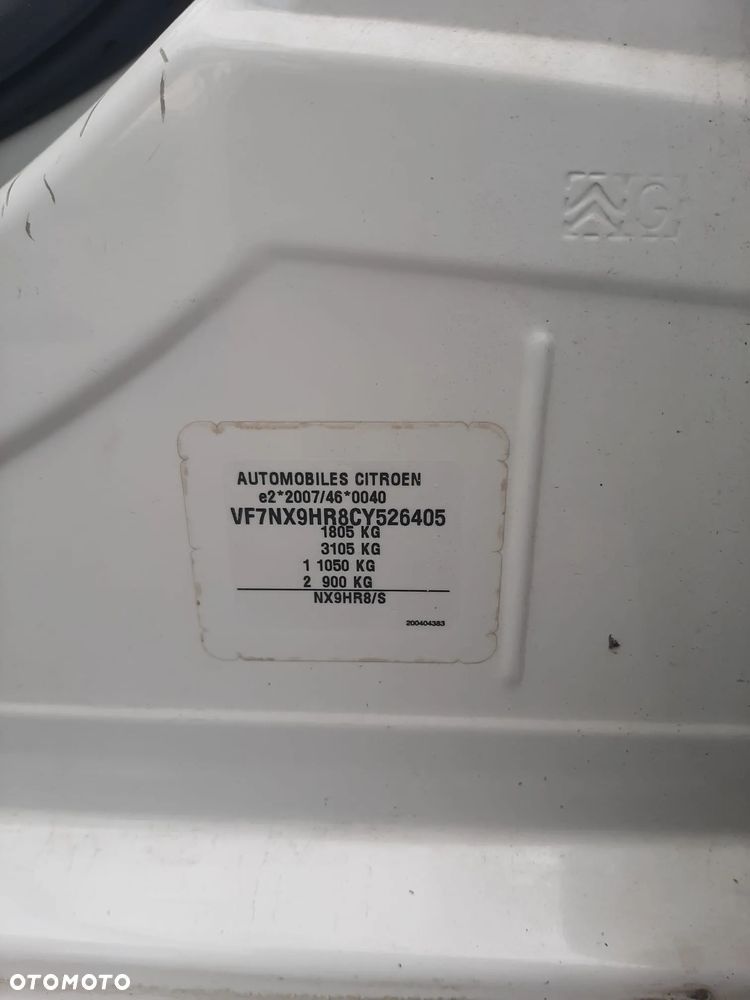 G
AUTOMOBILES CITROEN
e2*2007/46*0040
VF7NX9HR8CY526405
1805 KG
3105 KG
1 1050 KG
2 900 KG
NX9HR8/S
200404383
OTOMOTO